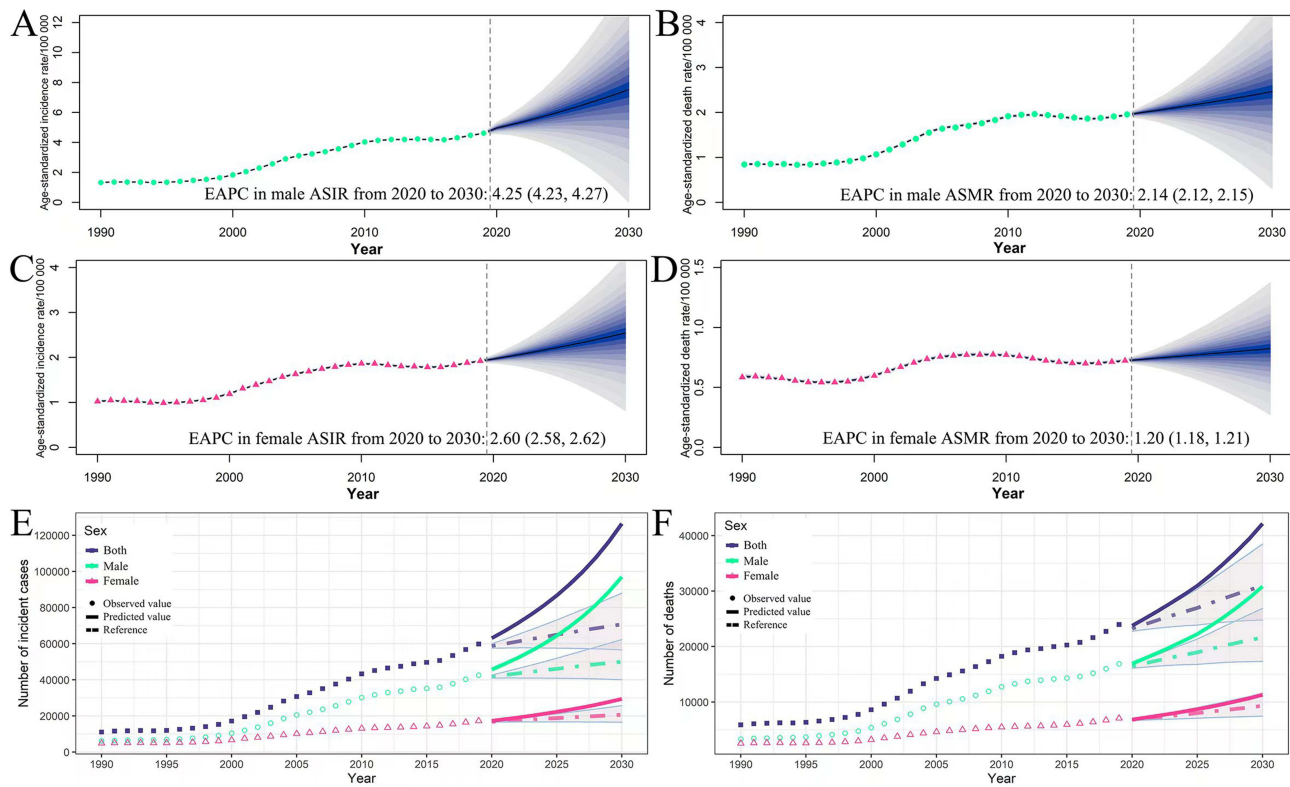 A
Age-standardized incidence rate/100 000
12
10
8
6
4
2
0
EAPC in male ASIR from 2020 to 2030: 4.25 (4.23, 4.27)
1990 2000 2010 2020 2030
Year
B
Age-standardized death rate/100 000
4
3
2
1
0
EAPC in male ASMR from 2020 to 2030: 2.14 (2.12, 2.15)
1990 2000 2010 2020 2030
Year
C
Age-standardized incidence rate/100 000
4
3
2
1
0
EAPC in female ASIR from 2020 to 2030: 2.60 (2.58, 2.62)
1990 2000 2010 2020 2030
Year
D
Age-standardized death rate/100 000
1.5
1.0
0.5
0.0
EAPC in female ASMR from 2020 to 2030: 1.20 (1.18, 1.21)
1990 2000 2010 2020 2030
Year
E
Number of incident cases
120000
100000
80000
60000
40000
20000
0
Sex
Both
Male
Female
Observed value
Predicted value
Reference
1990 1995 2000 2005 2010 2015 2020 2025 2030
Year
F
Number of deaths
40000
30000
20000
10000
Sex
Both
Male
Female
Observed value
Predicted value
Reference
1990 1995 2000 2005 2010 2015 2020 2025 2030
Year